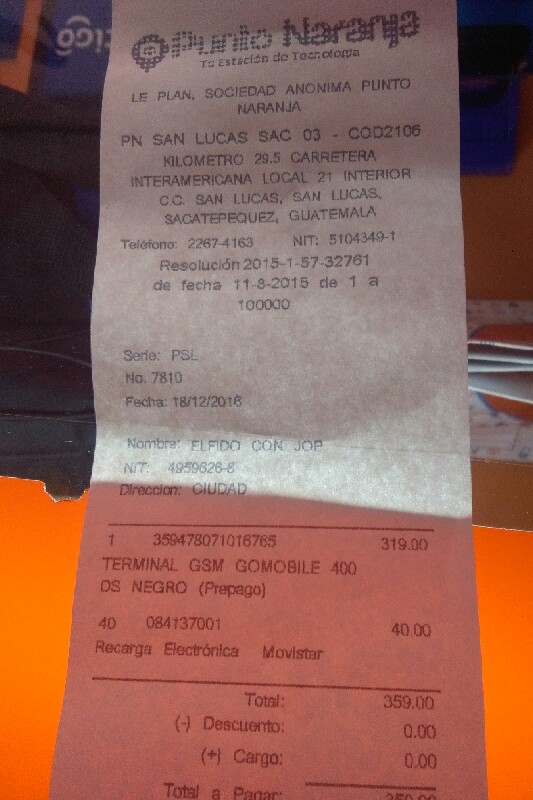 tigo
Punto Naranja
Tu Estación de Tecnología
LE PLAN, SOCIEDAD ANONIMA PUNTO
NARANJA
PN SAN LUCAS SAC 03 - COD2106
KILOMETRO 29.5 CARRETERA
INTERAMERICANA LOCAL 21 INTERIOR
C.C. SAN LUCAS, SAN LUCAS,
SACATEPEQUEZ, GUATEMALA
Teléfono: 2267-4163 NIT: 5104349-1
Resolución 2015-1-57-32761
de fecha 11-8-2015 de 1 a
100000
Serie: PSL
No. 7810
Fecha: 18/12/2016
Nombre: ELFIDO CON JOP
NIT: 4959626-8
Direccion: CIUDAD
1 359478071016765 319.00
TERMINAL GSM GOMOBILE 400
DS NEGRO (Prepago)
40 084137001 40.00
Recarga Electrónica Movistar
Total: 359.00
(-) Descuento: 0.00
(+) Cargo: 0.00
Total a Pagar: 359.00